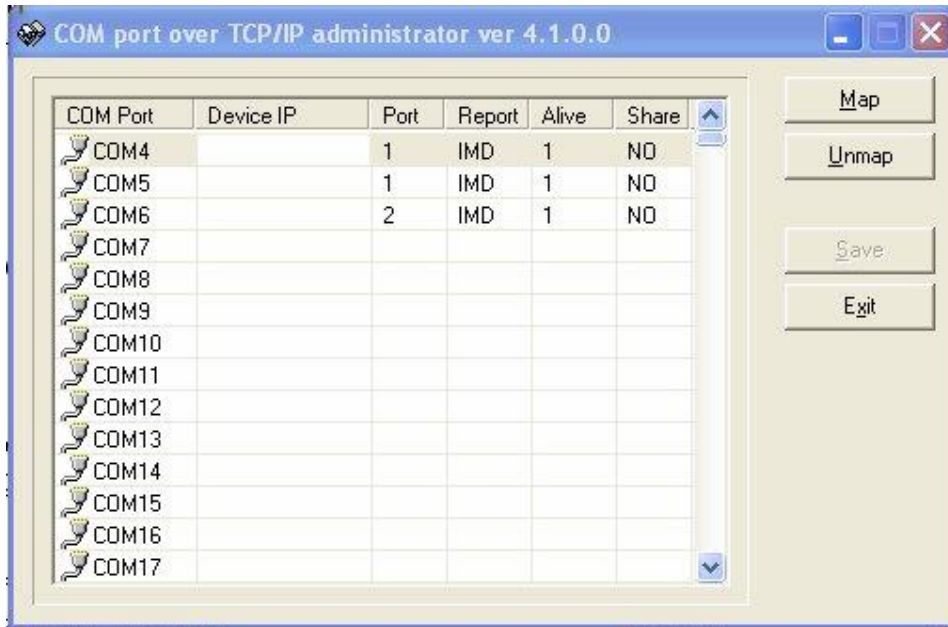 COM port over TCP/IP administrator ver 4.1.0.0
COM Port Device IP Port Report Alive Share
COM4 1 IMD 1 NO
COM5 1 IMD 1 NO
COM6 2 IMD 1 NO
COM7
COM8
COM9
COM10
COM11
COM12
COM13
COM14
COM15
COM16
COM17
Map
Unmap
Save
Exit